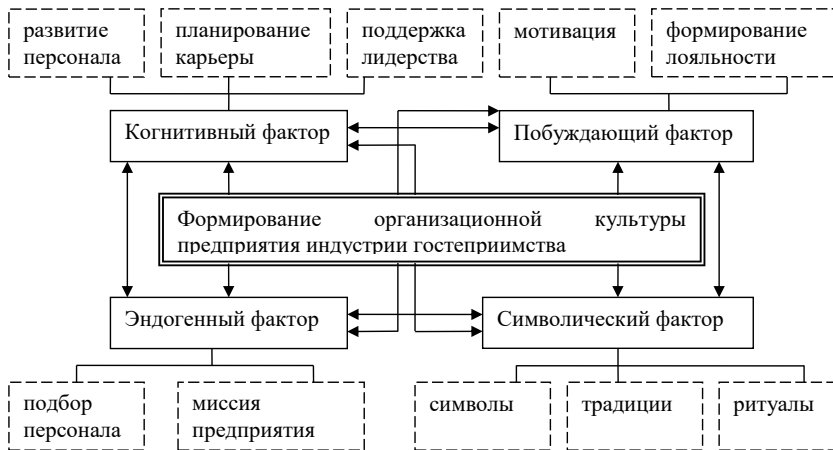 развитие
персонала
планирование
карьеры
поддержка
лидерства
мотивация
формирование
лояльности
Когнитивный фактор
Побуждающий фактор
Формирование организационной культуры
предприятия индустрии гостеприимства
Эндогенный фактор
Символический фактор
подбор
персонала
миссия
предприятия
символы
традиции
ритуалы